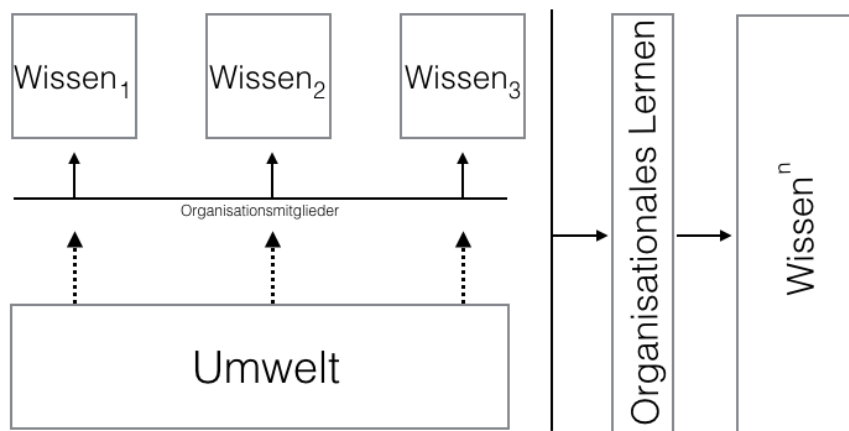 Wissen₁
Wissen₂
Wissen₃
Organisationsmitglieder
Umwelt
Organisationales Lernen
Wissenⁿ